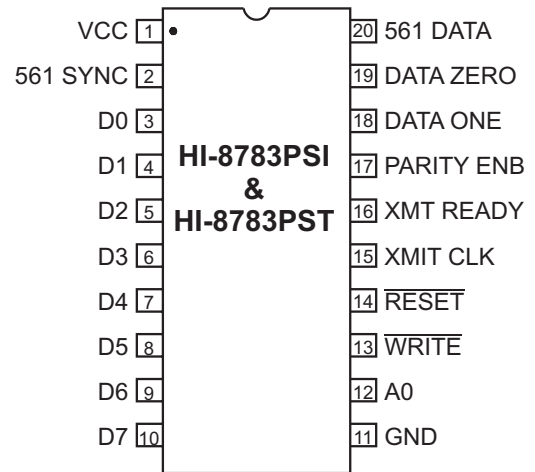 VCC 1
561 SYNC 2
D0 3
D1 4
D2 5
D3 6
D4 7
D5 8
D6 9
D7 10
HI-8783PSI
&
HI-8783PST
20 561 DATA
19 DATA ZERO
18 DATA ONE
17 PARITY ENB
16 XMT READY
15 XMIT CLK
14 RESET
13 WRITE
12 A0
11 GND